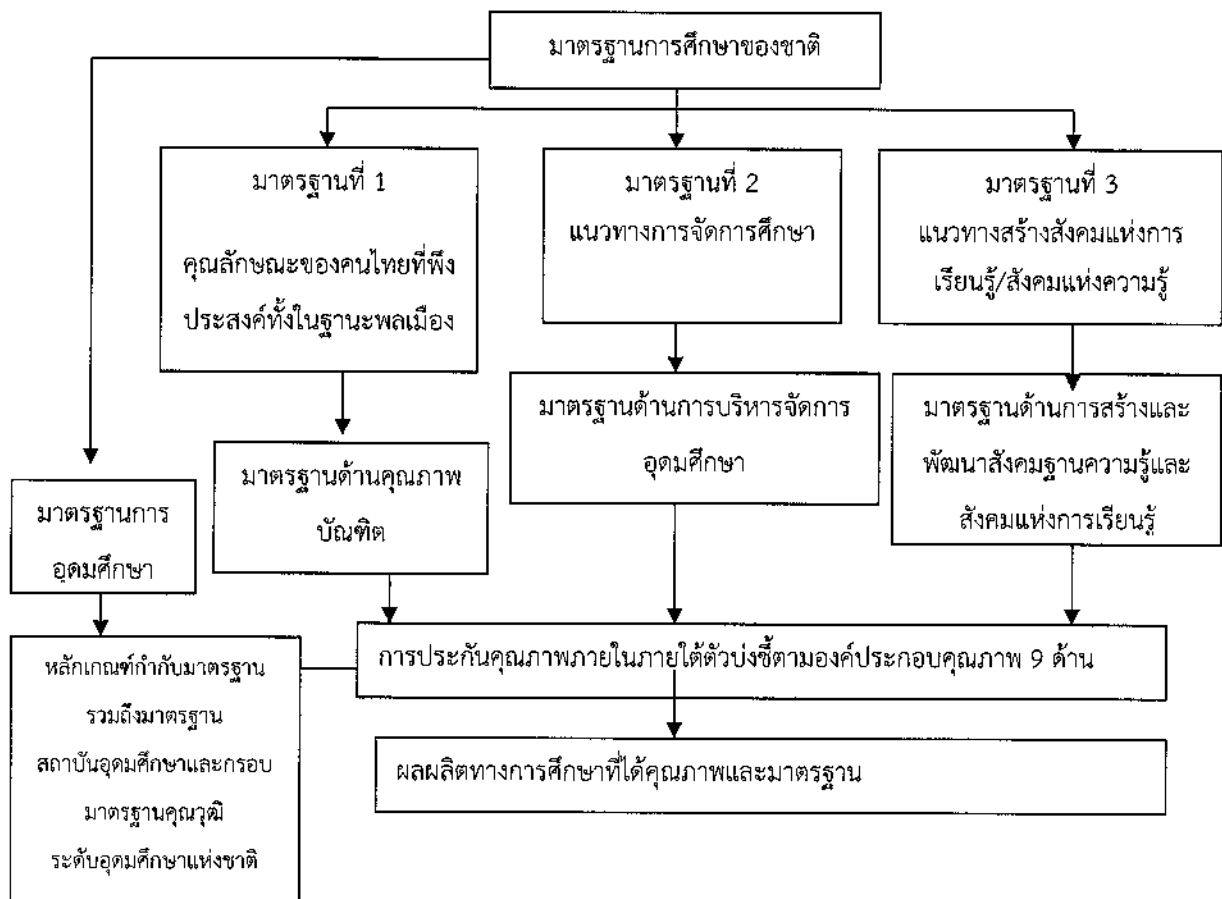 มาตรฐานการศึกษาของชาติ
มาตรฐานที่ 1
คุณลักษณะของคนไทยที่พึง
ประสงค์ทั้งในฐานะพลเมือง
มาตรฐานที่ 2
แนวทางการจัดการศึกษา
มาตรฐานที่ 3
แนวทางสร้างสังคมแห่งการ
เรียนรู้/สังคมแห่งความรู้
มาตรฐานการ
อุดมศึกษา
มาตรฐานด้านคุณภาพ
บัณฑิต
มาตรฐานด้านการบริหารจัดการ
อุดมศึกษา
มาตรฐานด้านการสร้างและ
พัฒนาสังคมฐานความรู้และ
สังคมแห่งการเรียนรู้
หลักเกณฑ์กำกับมาตรฐาน
รวมถึงมาตรฐาน
สถาบันอุดมศึกษาและกรอบ
มาตรฐานคุณวุฒิ
ระดับอุดมศึกษาแห่งชาติ
การประกันคุณภาพภายในภายใต้ตัวบ่งชี้ตามองค์ประกอบคุณภาพ 9 ด้าน
ผลผลิตทางการศึกษาที่ได้คุณภาพและมาตรฐาน